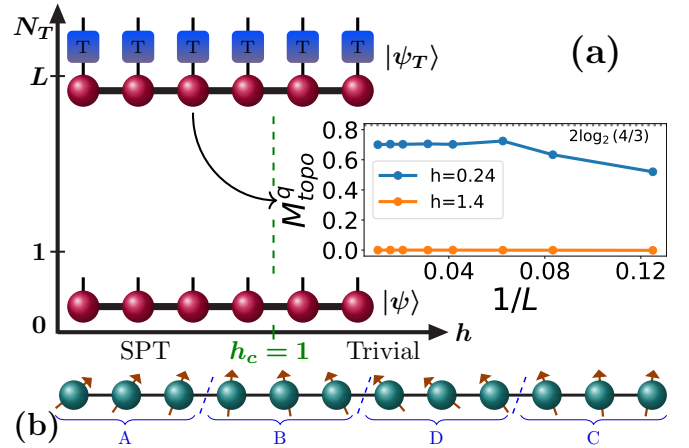 N_T
T T T T T T
|ψ_T⟩
(a)
L
0.8
2log₂(4/3)
0.6
h=0.24
0.4
h=1.4
M^q_topo
0.2
0.0
0.04 0.08 0.12
1/L
1
|ψ⟩
0
h
SPT
h_c = 1
Trivial
(b)
A B D C